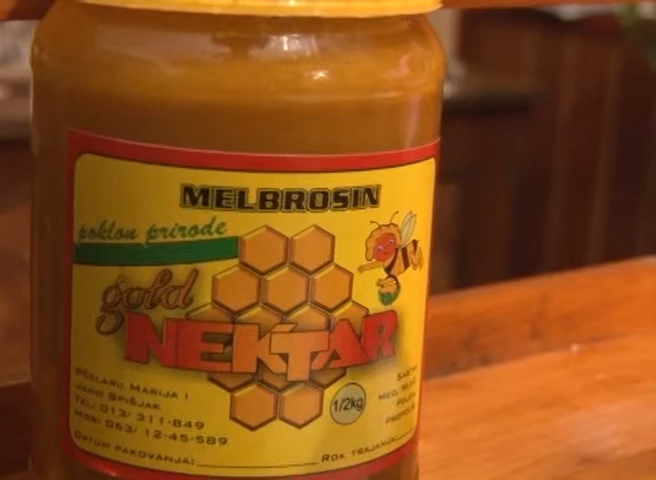 MELBROSIN
poklon prirode
gold
NEKTAR
PČELARI: MARIJA I
JANO SPIŠJAK
TEL: 013/ 311-849
MOB: 063/ 12-45-589
1/2kg
DATUM PAKOVANJA:
ROK TRAJANJA: